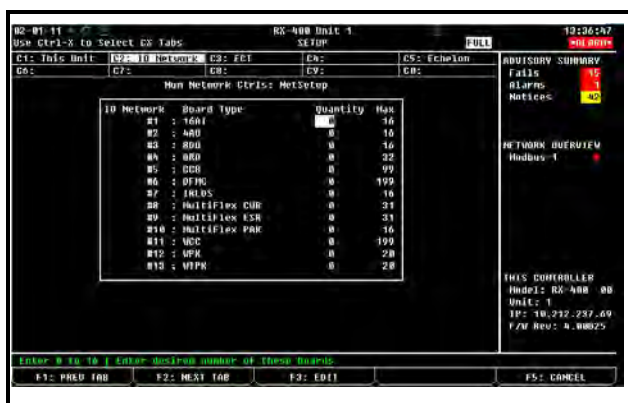 02-01-11
RX-400 Unit 1
13:36:47
Use Ctrl-X to Select CX Tabs
SETUP
FULL
*ALARM*
C1: This Unit
C2: IO Network
C3: ECT
C4:
C5: Echelon
C6:
C7:
C8:
C9:
C0:
Num Network Ctrls: NetSetup
IO Network Board Type Quantity Max
#1 : 16AI 0 16
#2 : 4AO 0 16
#3 : 8DO 0 16
#4 : 8RO 0 32
#5 : CCB 0 99
#6 : DFMC 0 199
#7 : IRLDS 0 16
#8 : MultiFlex CUB 0 31
#9 : MultiFlex ESR 0 31
#10 : MultiFlex PAK 0 16
#11 : VCC 0 199
#12 : WPK 0 20
#13 : WTPK 0 20
ADVISORY SUMMARY
Fails 15
Alarms 1
Notices 42
NETWORK OVERVIEW
Modbus-1
THIS CONTROLLER
Model: RX-400 00
Unit: 1
IP: 10.212.237.69
F/W Rev: 4.00B25
Enter 0 to 16 | Enter desired number of These Boards
F1: PREV TAB
F2: NEXT TAB
F3: EDIT
F5: CANCEL